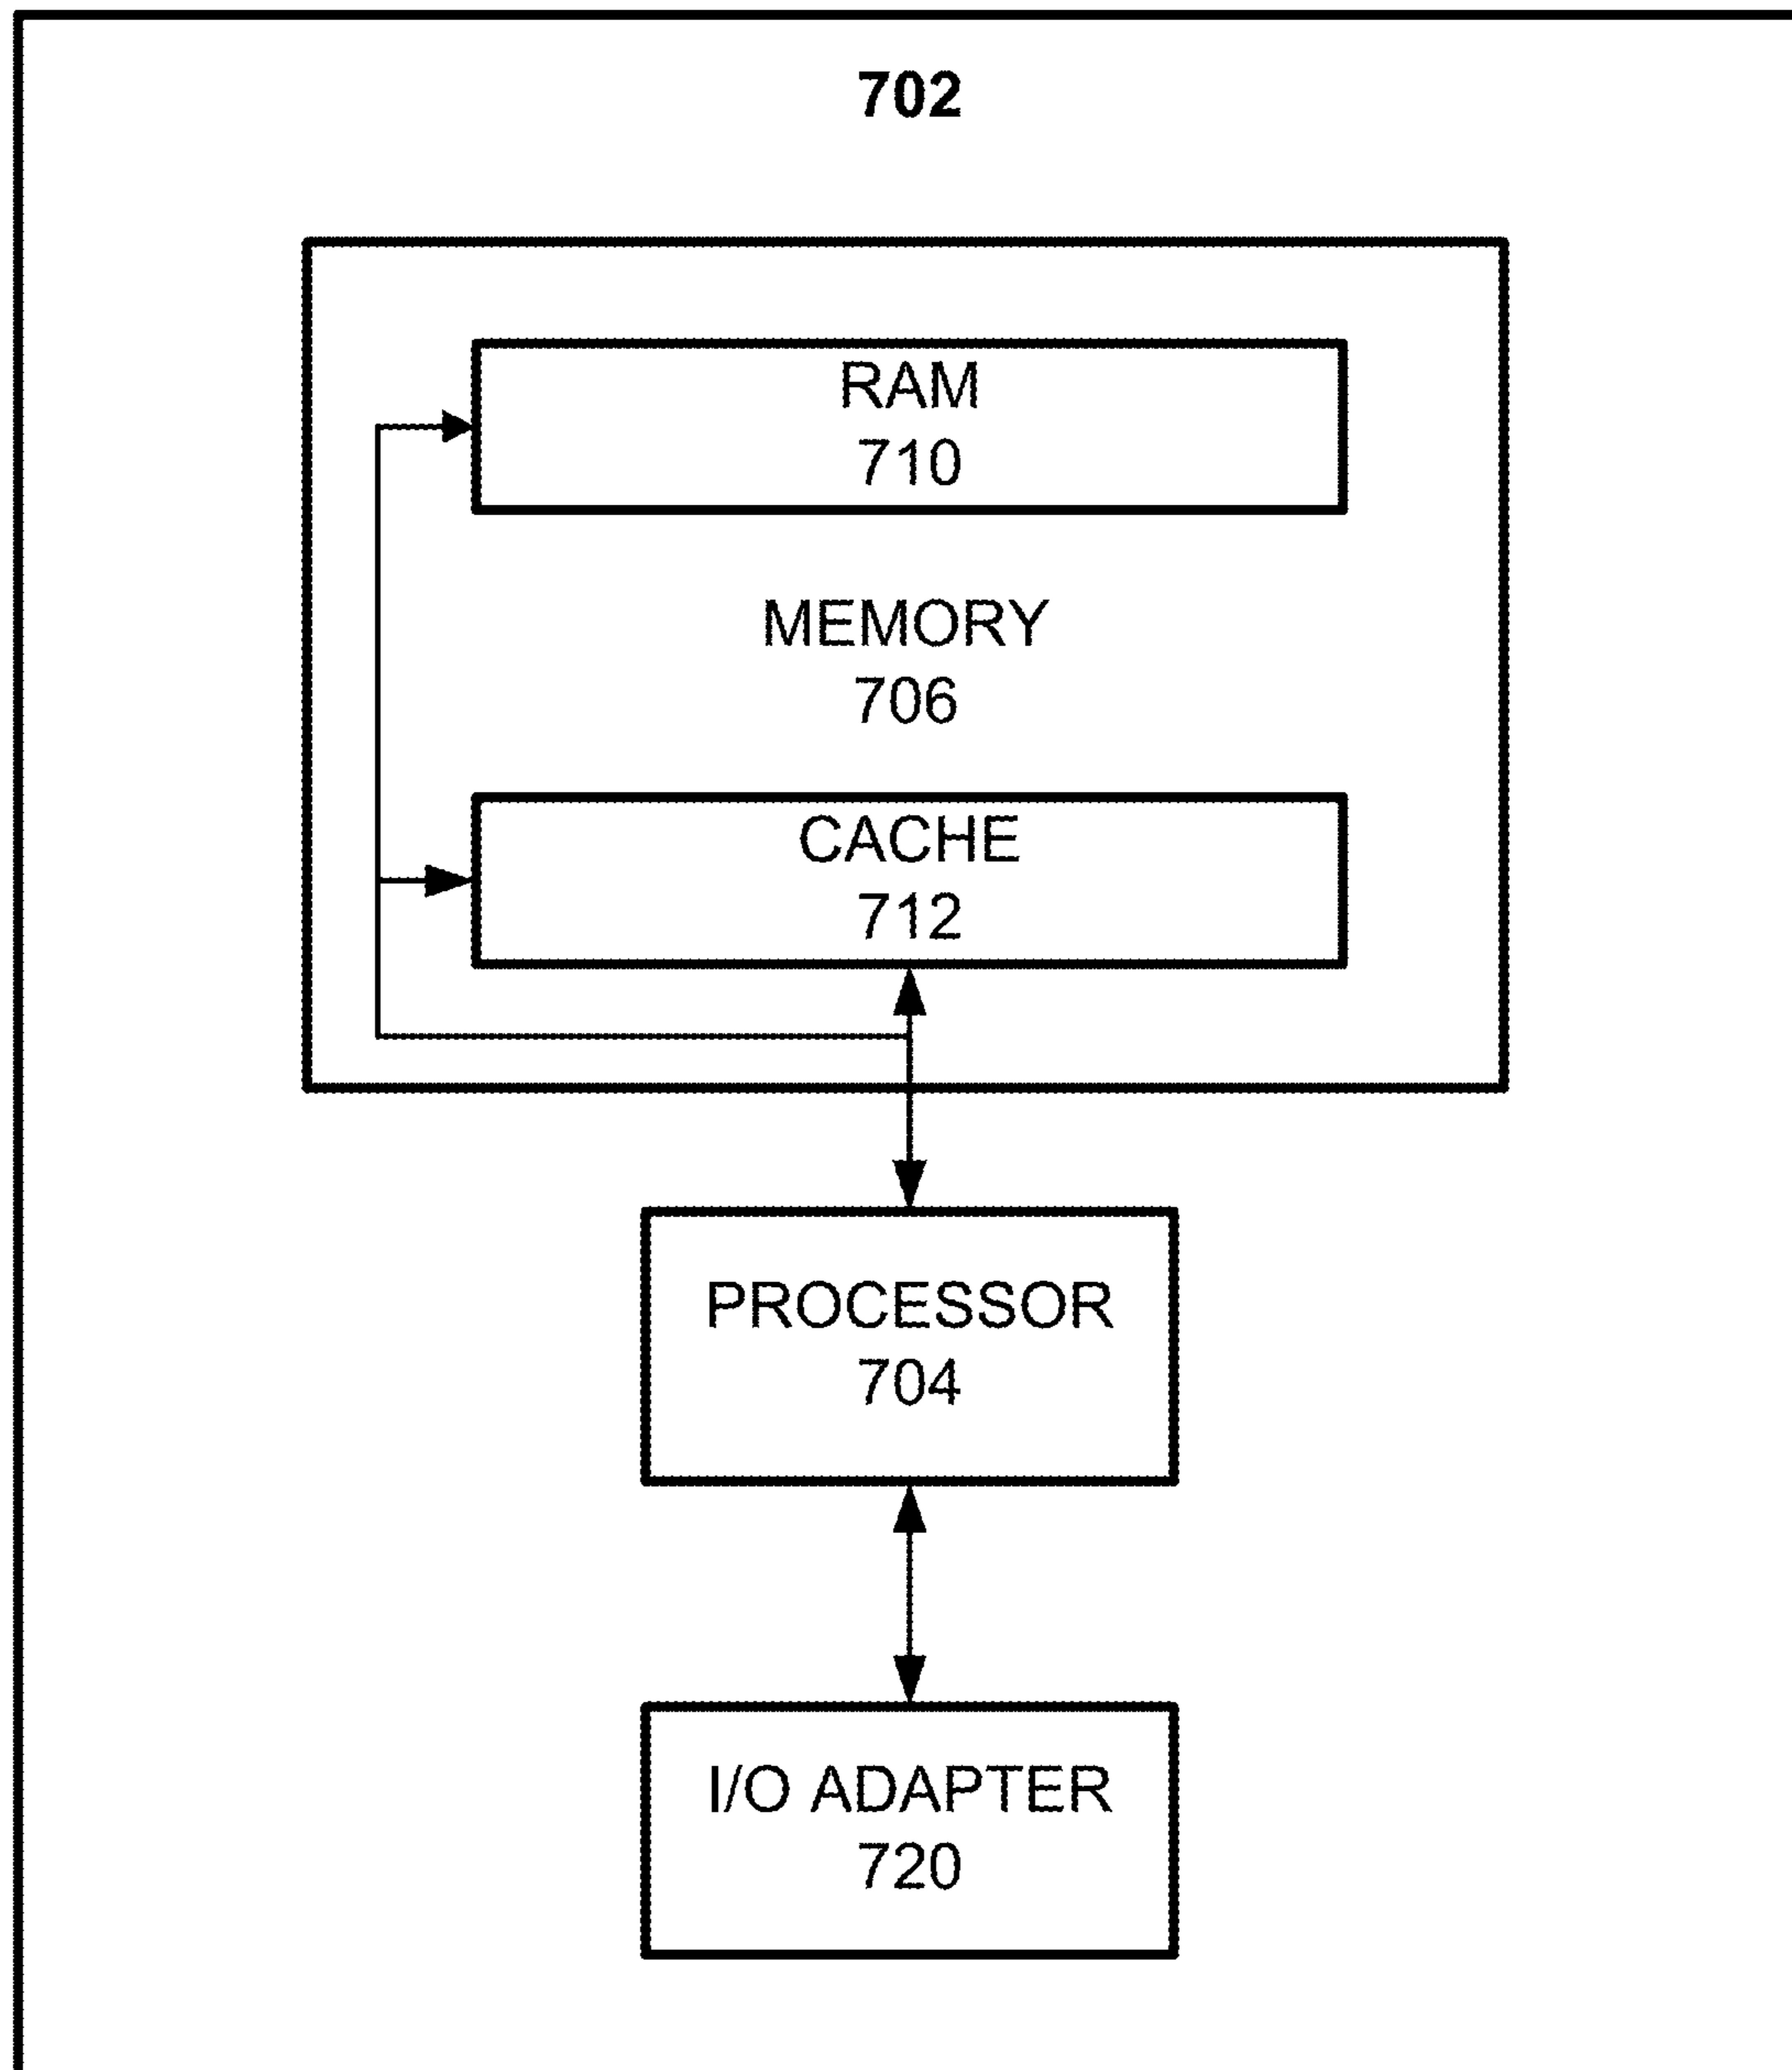 702
RAM
710
MEMORY
706
CACHE
712
PROCESSOR
704
I/O ADAPTER
720